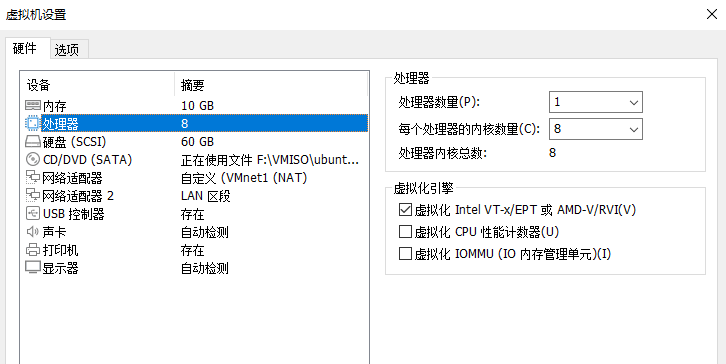 虚拟机设置
硬件 选项
设备 摘要
内存 10 GB
处理器 8
硬盘 (SCSI) 60 GB
CD/DVD (SATA) 正在使用文件 F:\VMISO\ubunt...
网络适配器 自定义 (VMnet1 (NAT)
网络适配器 2 LAN 区段
USB 控制器 存在
声卡 自动检测
打印机 存在
显示器 自动检测
处理器
处理器数量(P): 1
每个处理器的内核数量(C): 8
处理器内核总数: 8
虚拟化引擎
虚拟化 Intel VT-x/EPT 或 AMD-V/RVI(V)
虚拟化 CPU 性能计数器(U)
虚拟化 IOMMU (IO 内存管理单元)(I)